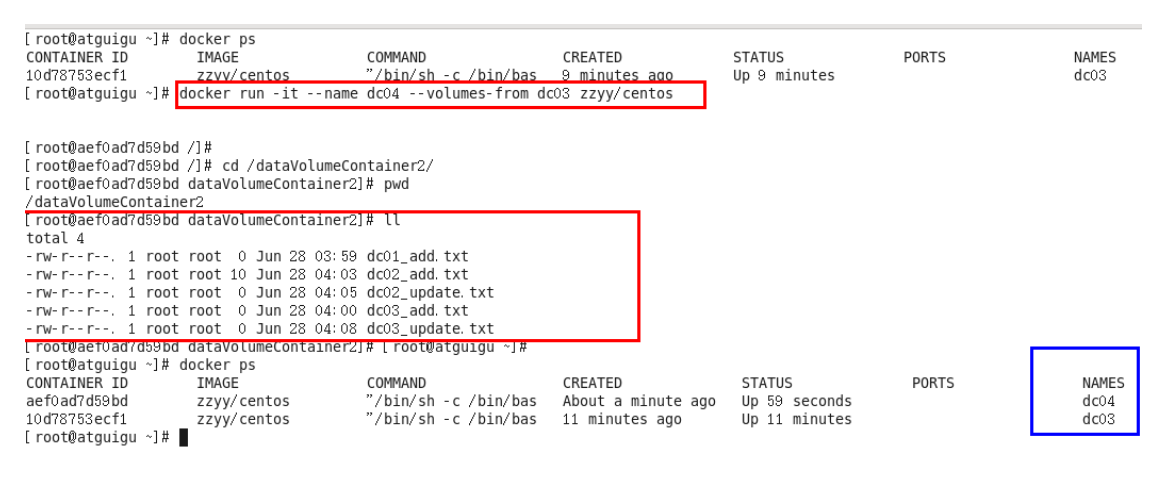 [root@atguigu ~]# docker ps
CONTAINER ID IMAGE COMMAND CREATED STATUS PORTS NAMES
10d78753ecf1 zzyy/centos "/bin/sh -c /bin/bas 9 minutes ago Up 9 minutes dc03
[root@atguigu ~]# docker run -it --name dc04 --volumes-from dc03 zzyy/centos
[root@aef0ad7d59bd /]#
[root@aef0ad7d59bd /]# cd /dataVolumeContainer2/
[root@aef0ad7d59bd dataVolumeContainer2]# pwd
/dataVolumeContainer2
[root@aef0ad7d59bd dataVolumeContainer2]# ll
total 4
-rw-r--r--. 1 root root 0 Jun 28 03:59 dc01_add.txt
-rw-r--r--. 1 root root 10 Jun 28 04:03 dc02_add.txt
-rw-r--r--. 1 root root 0 Jun 28 04:05 dc02_update.txt
-rw-r--r--. 1 root root 0 Jun 28 04:00 dc03_add.txt
-rw-r--r--. 1 root root 0 Jun 28 04:08 dc03_update.txt
[root@aef0ad7d59bd dataVolumeContainer2]# [root@atguigu ~]#
[root@atguigu ~]# docker ps
CONTAINER ID IMAGE COMMAND CREATED STATUS PORTS NAMES
aef0ad7d59bd zzyy/centos "/bin/sh -c /bin/bas About a minute ago Up 59 seconds dc04
10d78753ecf1 zzyy/centos "/bin/sh -c /bin/bas 11 minutes ago Up 11 minutes dc03
[root@atguigu ~]#